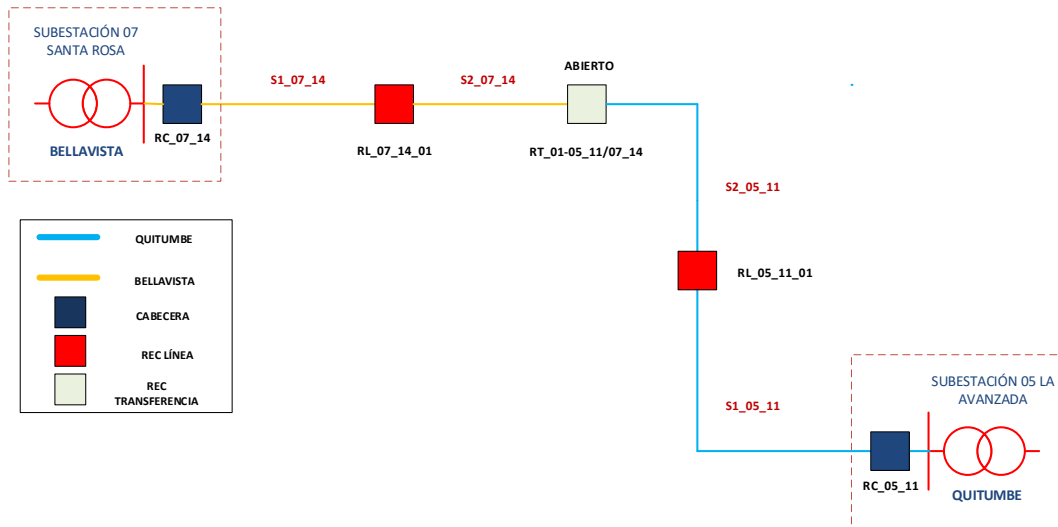 SUBESTACIÓN 07
SANTA ROSA
BELLAVISTA
RC_07_14
S1_07_14
RL_07_14_01
S2_07_14
ABIERTO
RT_01-05_11/07_14
S2_05_11
RL_05_11_01
S1_05_11
SUBESTACIÓN 05 LA
AVANZADA
RC_05_11
QUITUMBE
QUITUMBE
BELLAVISTA
CABECERA
REC LÍNEA
REC
TRANSFERENCIA